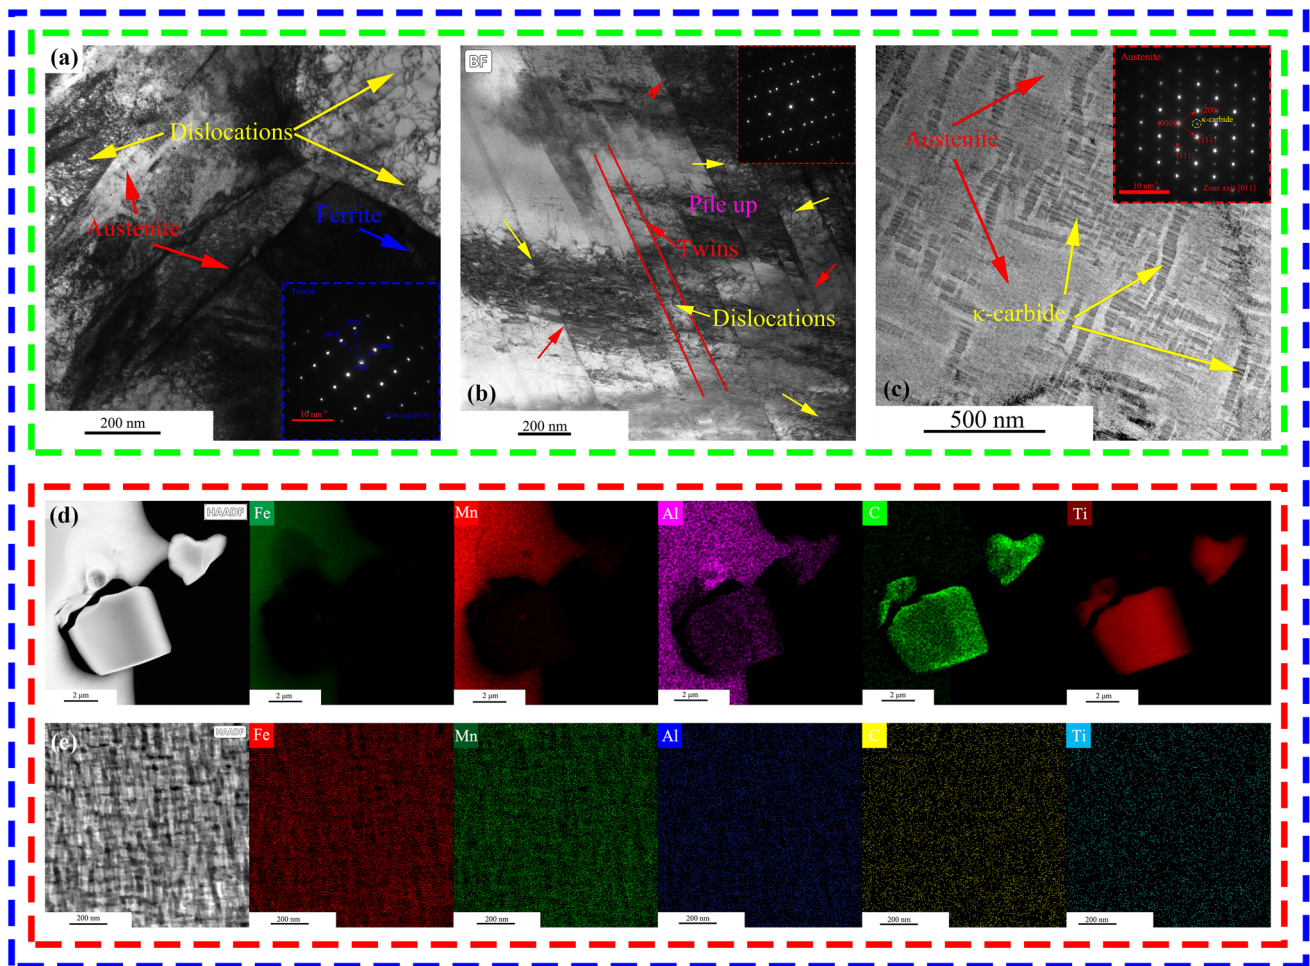 (a)
Dislocations
Austenite
Ferrite
Ferrite
10 nm⁻¹
200 nm
BF
Pile up
Twins
Dislocations
(b)
200 nm
Austenite
(000)
(200)
κ-carbide
10 nm⁻¹
Zone axis [011]
Austenite
κ-carbide
(c)
500 nm
(d)
HAADF
Fe
Mn
Al
C
Ti
2 μm
2 μm
2 μm
2 μm
2 μm
2 μm
(e)
HAADF
Fe
Mn
Al
C
Ti
200 nm
200 nm
200 nm
200 nm
200 nm
200 nm